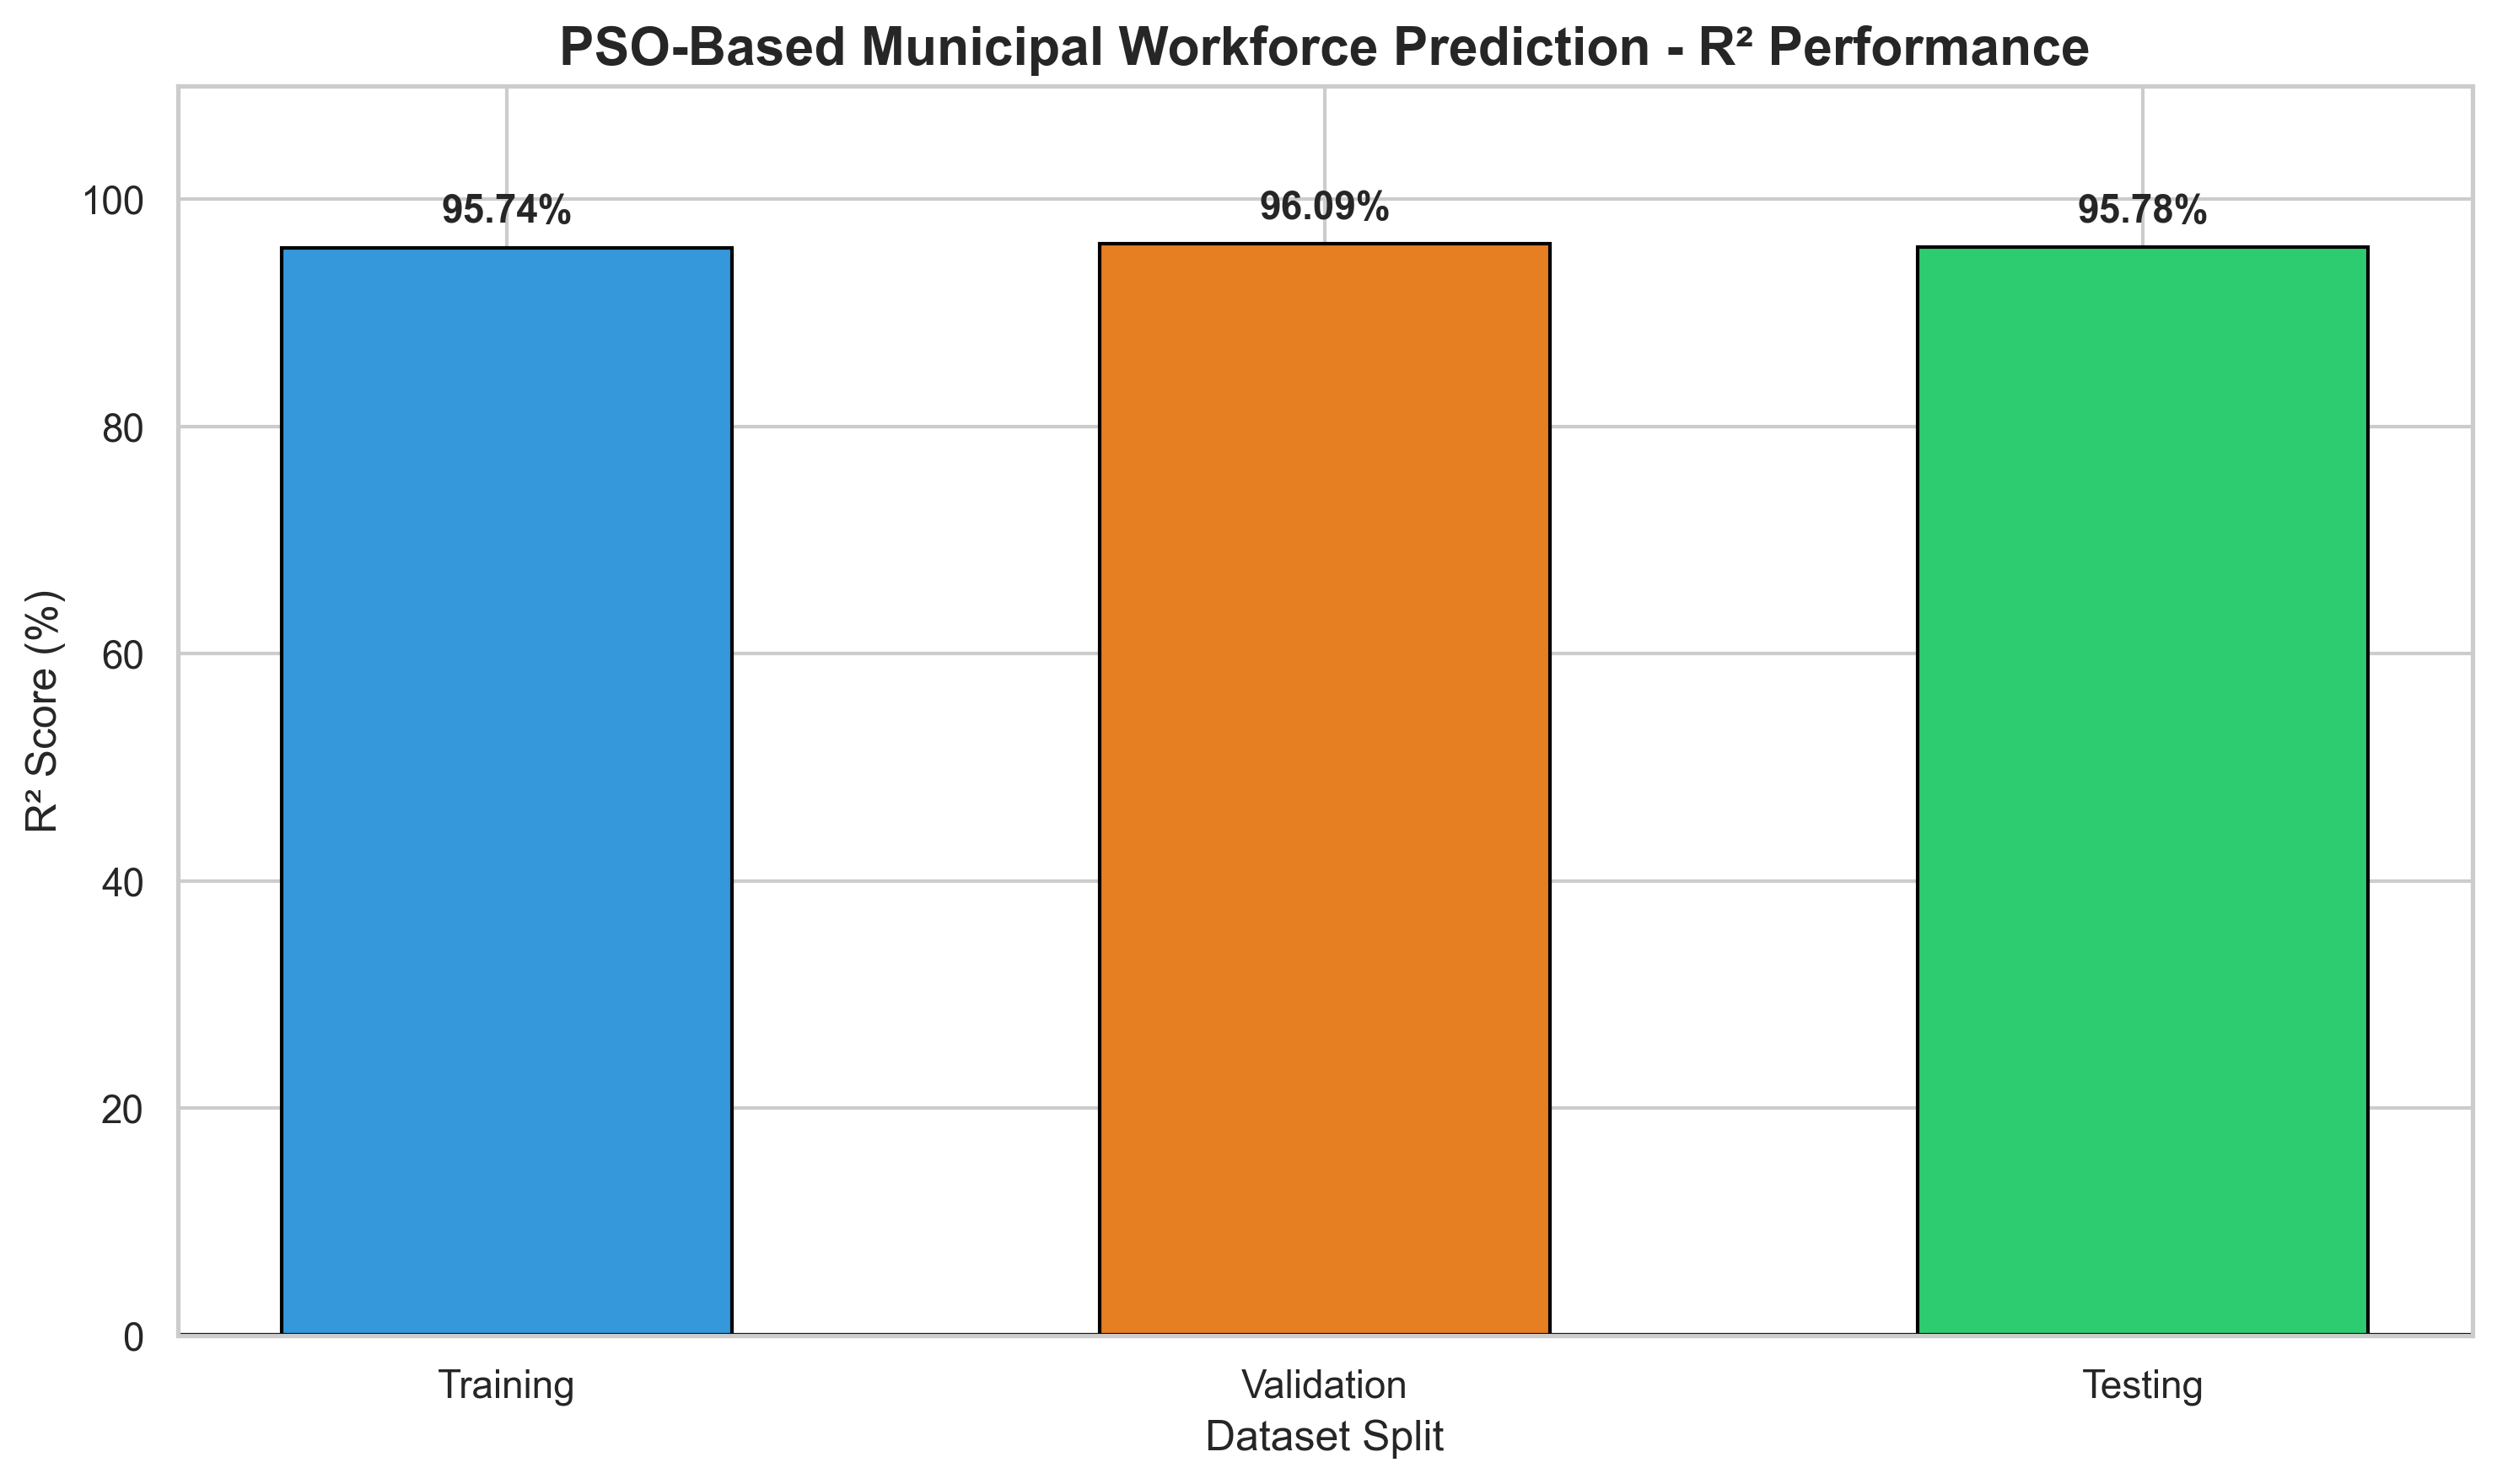 PSO-Based Municipal Workforce Prediction - R² Performance
R² Score (%)
100
80
60
40
20
0
95.74%
96.09%
95.78%
Training
Validation
Testing
Dataset Split